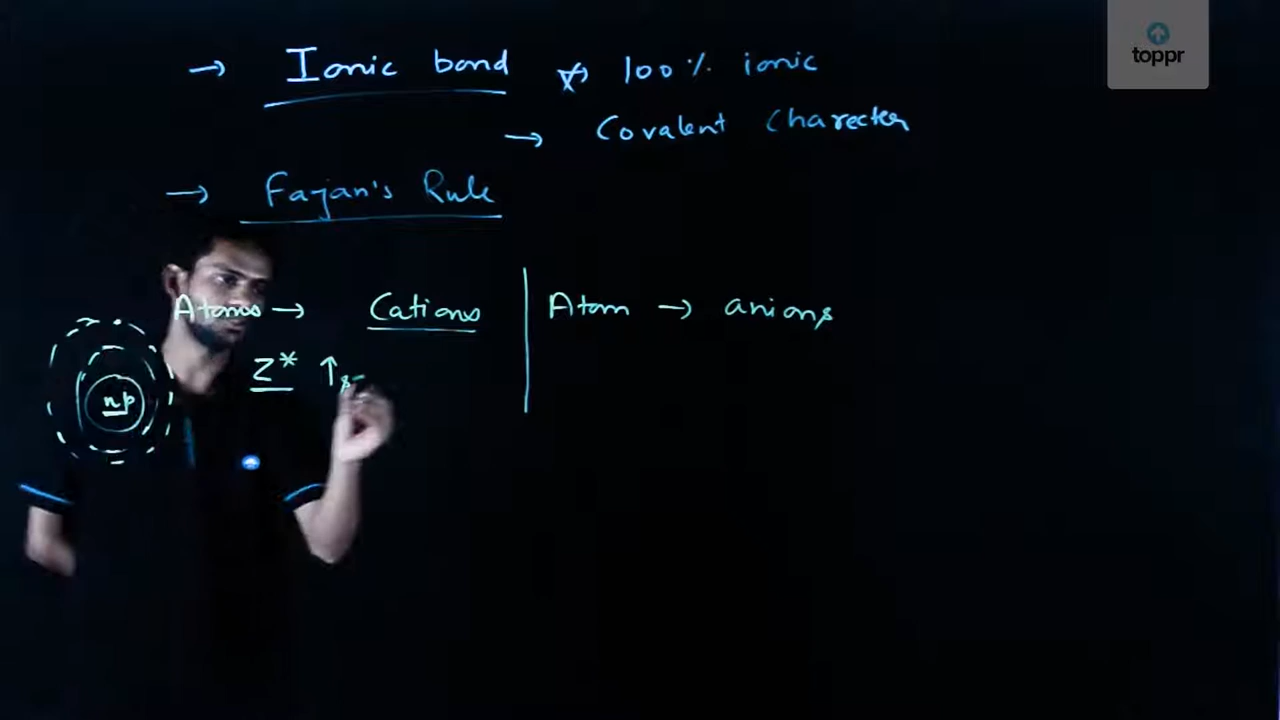 → Ionic bond ↛ 100% ionic
→ Covalent Charecter
→ Fajan's Rule
Atoms → Cations | Atom → anions
Z* ↑
np
toppr